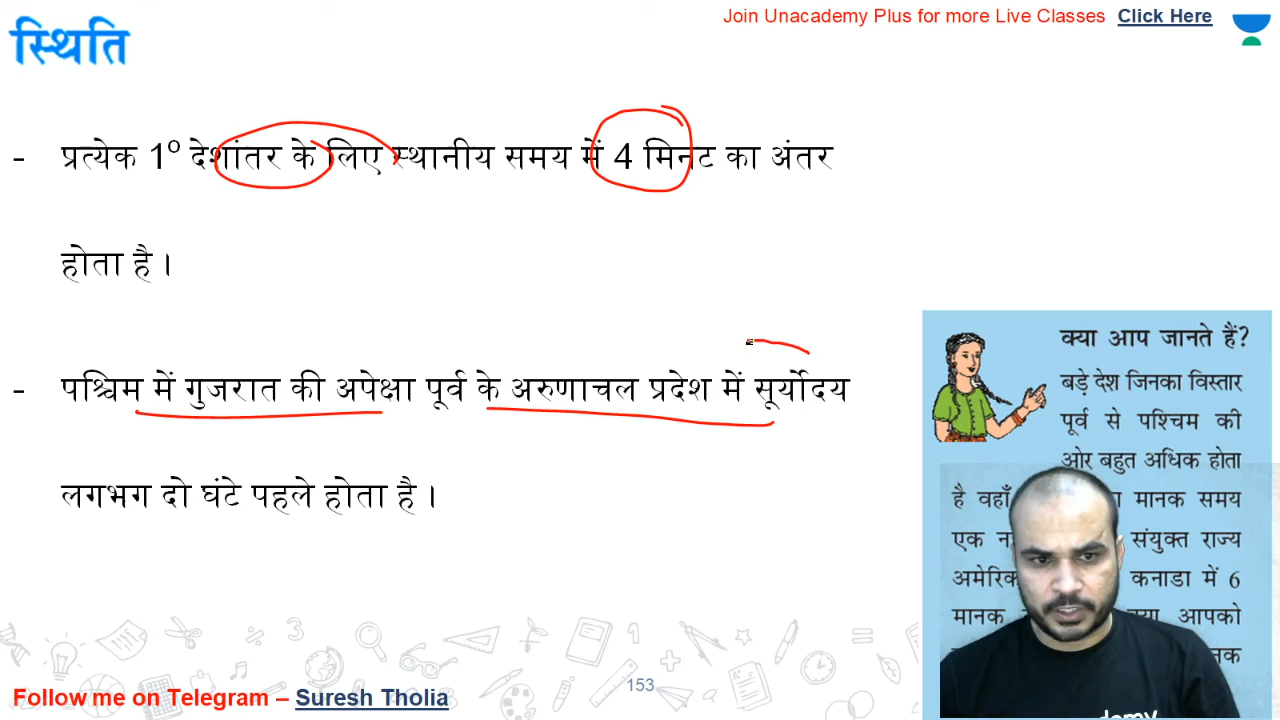 Join Unacademy Plus for more Live Classes Click Here
स्थिति
- प्रत्येक 1º देशांतर के लिए स्थानीय समय में 4 मिनट का अंतर
होता है।
- पश्चिम में गुजरात की अपेक्षा पूर्व के अरुणाचल प्रदेश में सूर्योदय
लगभग दो घंटे पहले होता है।
क्या आप जानते हैं?
बड़े देश जिनका विस्तार
पूर्व से पश्चिम की
ओर बहुत अधिक होता
है वहाँ मानक समय
एक संयुक्त राज्य
कनाडा में 6
मानक आपको
153
Follow me on Telegram – Suresh Tholia